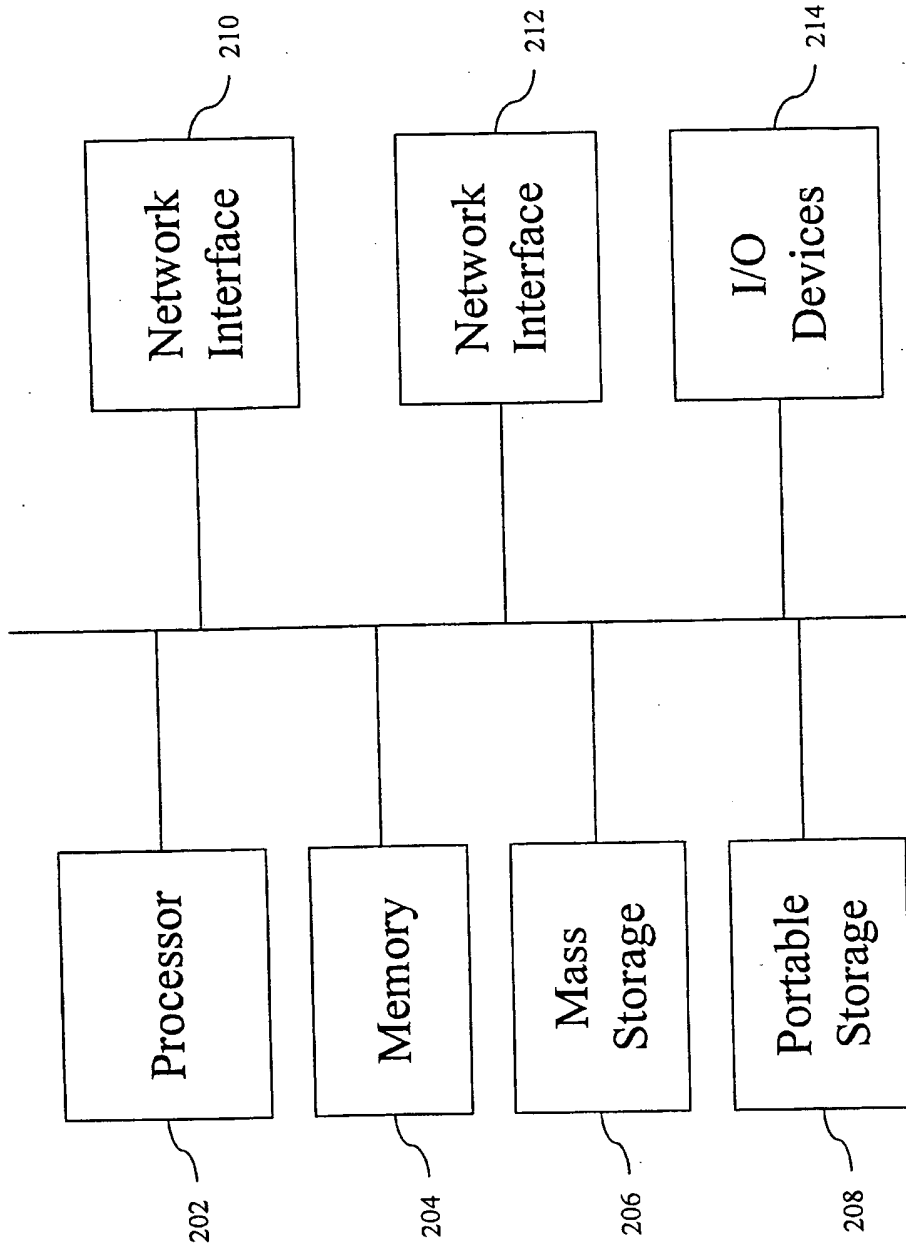 202
Processor
204
Memory
206
Mass
Storage
208
Portable
Storage
Network
Interface
210
Network
Interface
212
I/O
Devices
214